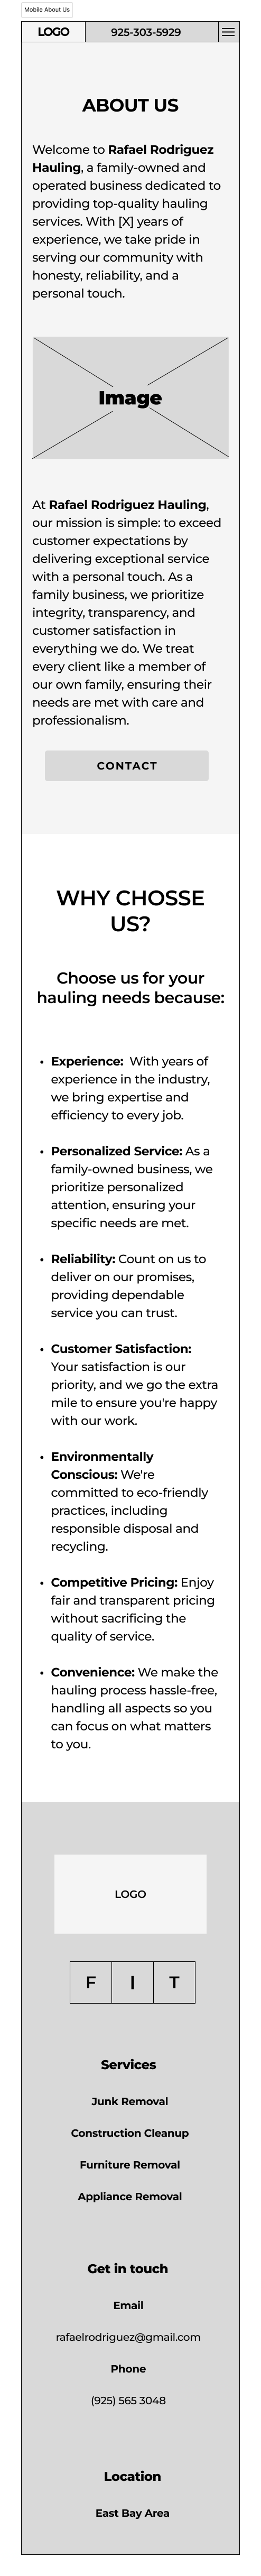 Mobile About Us
LOGO
925-303-5929
ABOUT US
Welcome to Rafael Rodriguez
Hauling, a family-owned and
operated business dedicated to
providing top-quality hauling
services. With [X] years of
experience, we take pride in
serving our community with
honesty, reliability, and a
personal touch.
Image
At Rafael Rodriguez Hauling,
our mission is simple: to exceed
customer expectations by
delivering exceptional service
with a personal touch. As a
family business, we prioritize
integrity, transparency, and
customer satisfaction in
everything we do. We treat
every client like a member of
our own family, ensuring their
needs are met with care and
professionalism.
CONTACT
WHY CHOSSE
US?
Choose us for your
hauling needs because:
• Experience: With years of
experience in the industry,
we bring expertise and
efficiency to every job.
• Personalized Service: As a
family-owned business, we
prioritize personalized
attention, ensuring your
specific needs are met.
• Reliability: Count on us to
deliver on our promises,
providing dependable
service you can trust.
• Customer Satisfaction:
Your satisfaction is our
priority, and we go the extra
mile to ensure you're happy
with our work.
• Environmentally
Conscious: We're
committed to eco-friendly
practices, including
responsible disposal and
recycling.
• Competitive Pricing: Enjoy
fair and transparent pricing
without sacrificing the
quality of service.
• Convenience: We make the
hauling process hassle-free,
handling all aspects so you
can focus on what matters
to you.
LOGO
F I T
Services
Junk Removal
Construction Cleanup
Furniture Removal
Appliance Removal
Get in touch
Email
rafaelrodriguez@gmail.com
Phone
(925) 565 3048
Location
East Bay Area